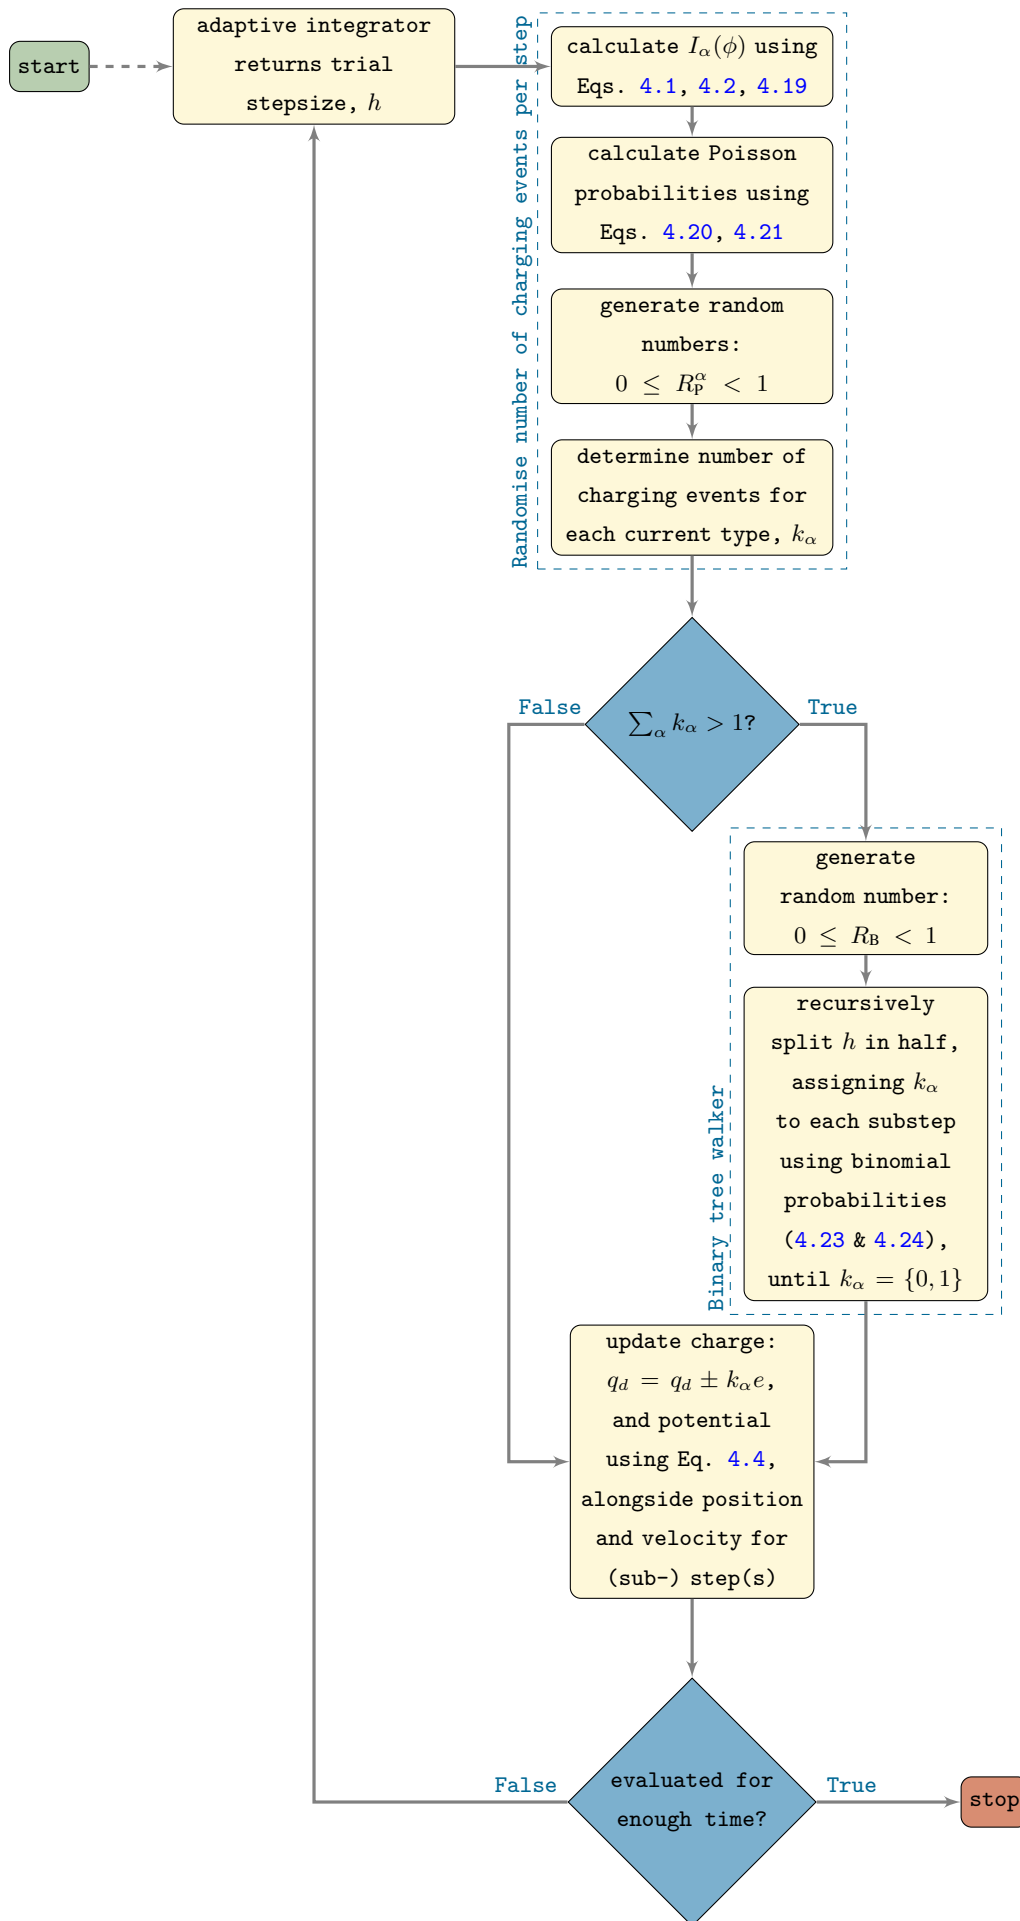 start
adaptive integrator
returns trial
stepsize, h
Randomise number of charging events per step
calculate I_α(ϕ) using
Eqs. 4.1, 4.2, 4.19
calculate Poisson
probabilities using
Eqs. 4.20, 4.21
generate random
numbers:
0 ≤ R_P^α < 1
determine number of
charging events for
each current type, k_α
False
∑_α k_α > 1?
True
Binary tree walker
generate
random number:
0 ≤ R_B < 1
recursively
split h in half,
assigning k_α
to each substep
using binomial
probabilities
(4.23 & 4.24),
until k_α = {0, 1}
update charge:
q_d = q_d ± k_α e,
and potential
using Eq. 4.4,
alongside position
and velocity for
(sub-) step(s)
False
evaluated for
enough time?
True
stop